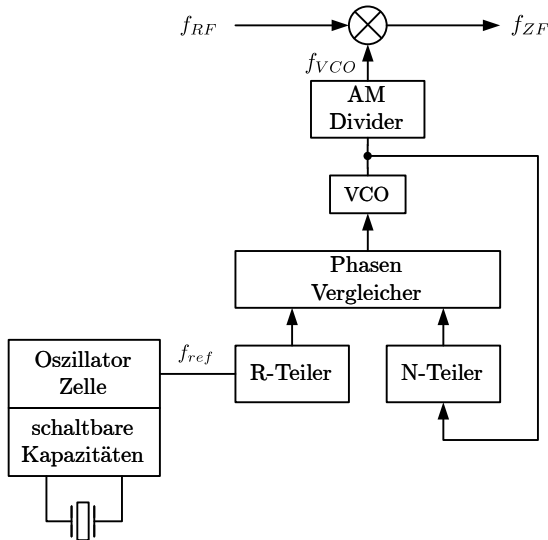 f_RF
f_ZF
f_VCO
AM
Divider
VCO
Phasen
Vergleicher
Oszillator
Zelle
f_ref
R-Teiler
N-Teiler
schaltbare
Kapazitäten